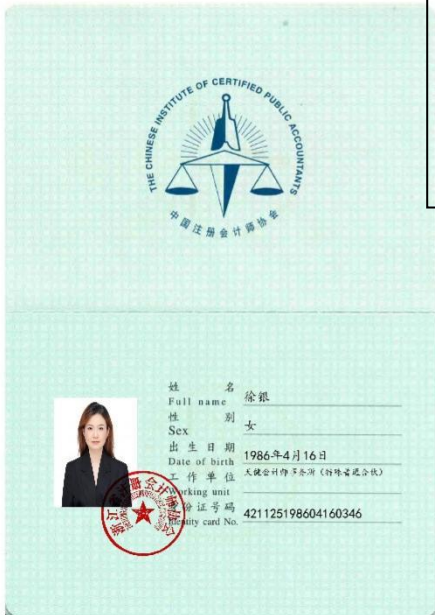 THE CHINESE INSTITUTE OF CERTIFIED PUBLIC ACCOUNTANTS
中国注册会计师协会
姓 名 徐银
Full name
性 别 女
Sex
出生日期 1986年4月16日
Date of birth
工作单位 天健会计师事务所（特殊普通合伙）
Working unit
身份证号码 421125198604160346
Identity card No.